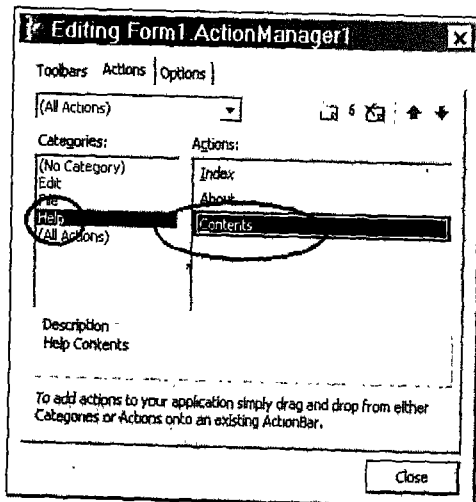 Editing Form1.ActionManager1
Toolbars Actions Options
(All Actions)
Categories: Actions:
(No Category)
Edit
File
Help
(All Actions)
Index
About
Contents
Description
Help Contents
To add actions to your application simply drag and drop from either
Categories or Actions onto an existing ActionBar.
Close